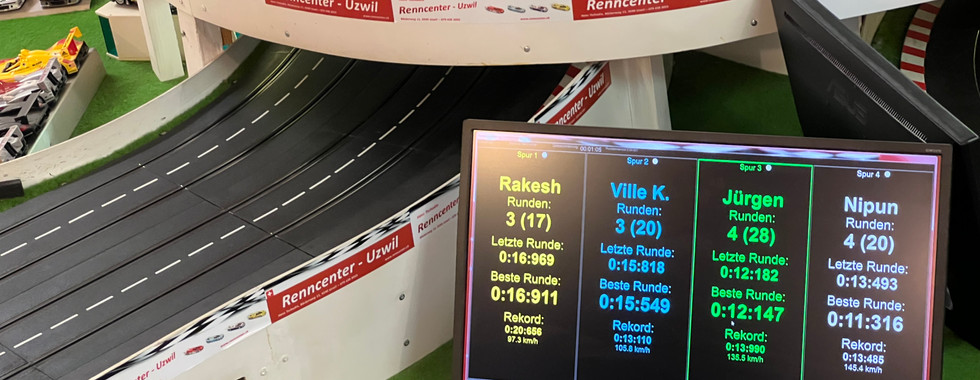 Renncenter - Uzwil
Renncenter - Uzwil
Renncenter - Uzwil
Renncenter - Uzwil
Renncenter - Uzwil
00:01:05
Spur 1
Rakesh
Runden:
3 (17)
Letzte Runde:
0:16:969
Beste Runde:
0:16:911
Rekord:
0:20:656
97.3 km/h
Spur 2
Ville K.
Runden:
3 (20)
Letzte Runde:
0:15:818
Beste Runde:
0:15:549
Rekord:
0:13:110
105.8 km/h
Spur 3
Jürgen
Runden:
4 (28)
Letzte Runde:
0:12:182
Beste Runde:
0:12:147
Rekord:
0:13:990
135.5 km/h
Spur 4
Nipun
Runden:
4 (20)
Letzte Runde:
0:13:493
Beste Runde:
0:11:316
Rekord:
0:13:485
145.4 km/h